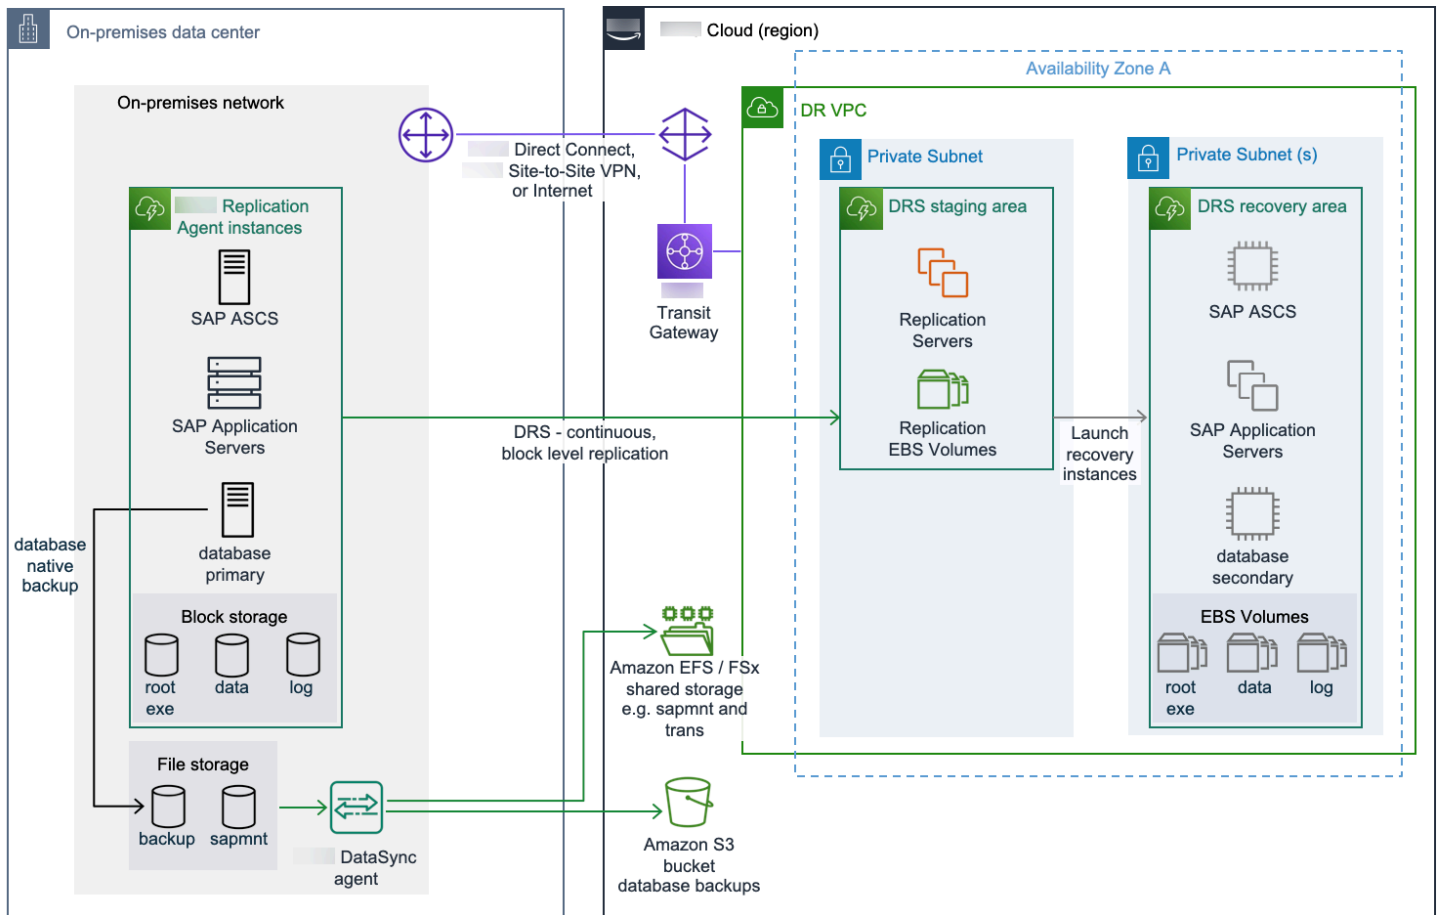 On-premises data center
Cloud (region)
Availability Zone A
On-premises network
DR VPC
Direct Connect,
Site-to-Site VPN,
or Internet
Private Subnet
Private Subnet (s)
Replication
Agent instances
DRS staging area
DRS recovery area
SAP ASCS
Transit
Gateway
Replication
Servers
SAP ASCS
SAP Application
Servers
DRS - continuous,
block level replication
Replication
EBS Volumes
Launch
recovery
instances
SAP Application
Servers
database
native
backup
database
primary
database
secondary
Block storage
root
exe
data
log
Amazon EFS / FSx
shared storage
e.g. sapmnt and
trans
EBS Volumes
root
exe
data
log
File storage
backup
sapmnt
DataSync
agent
Amazon S3
bucket
database backups